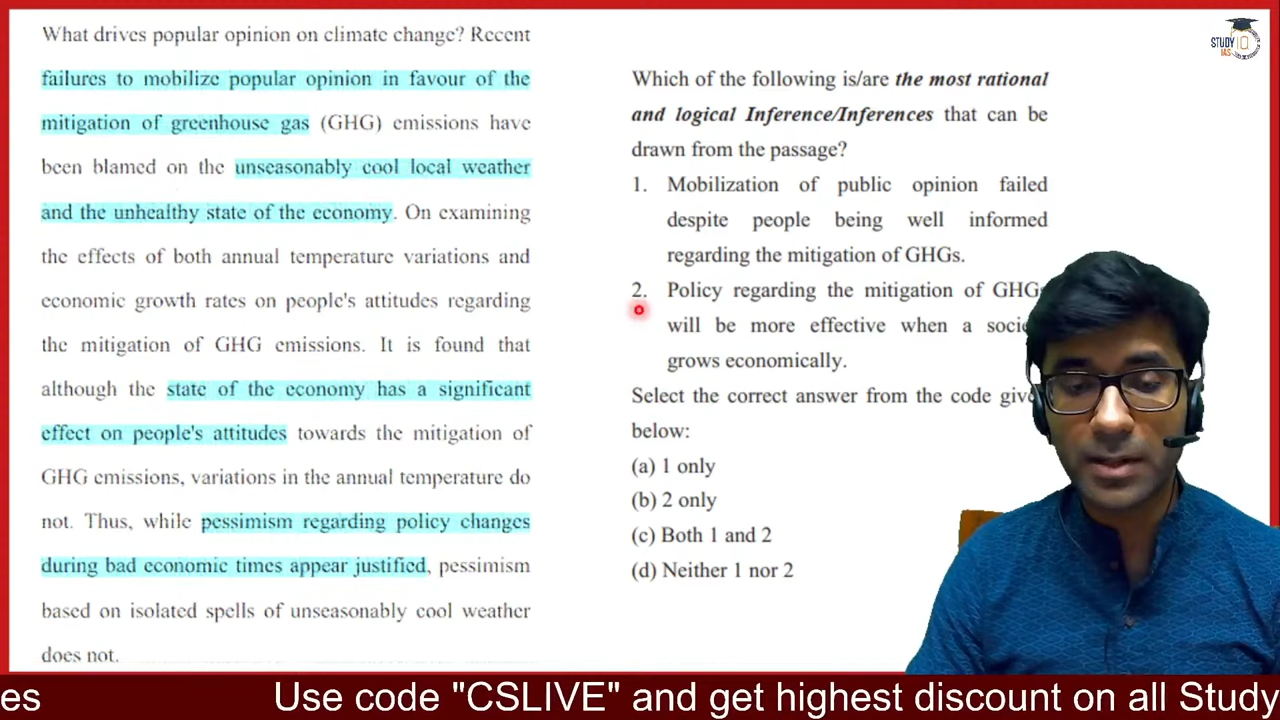 What drives popular opinion on climate change? Recent
failures to mobilize popular opinion in favour of the
mitigation of greenhouse gas (GHG) emissions have
been blamed on the unseasonably cool local weather
and the unhealthy state of the economy. On examining
the effects of both annual temperature variations and
economic growth rates on people's attitudes regarding
the mitigation of GHG emissions. It is found that
although the state of the economy has a significant
effect on people's attitudes towards the mitigation of
GHG emissions, variations in the annual temperature do
not. Thus, while pessimism regarding policy changes
during bad economic times appear justified, pessimism
based on isolated spells of unseasonably cool weather
does not.
STUDY IQ
IAS
Which of the following is/are the most rational
and logical Inference/Inferences that can be
drawn from the passage?
1. Mobilization of public opinion failed
despite people being well informed
regarding the mitigation of GHGs.
2. Policy regarding the mitigation of GHG
will be more effective when a soci
grows economically.
Select the correct answer from the code give
below:
(a) 1 only
(b) 2 only
(c) Both 1 and 2
(d) Neither 1 nor 2
es Use code "CSLIVE" and get highest discount on all Study